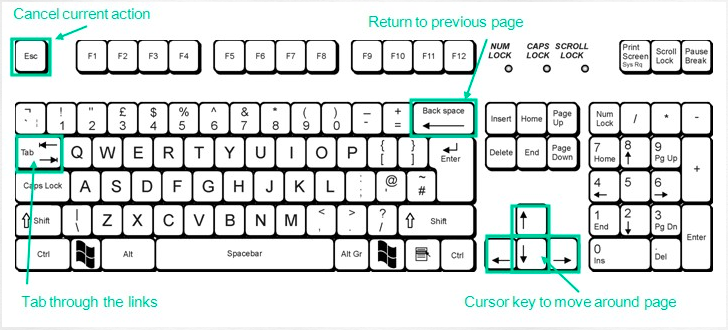 Cancel current action
Return to previous page
Esc F1 F2 F3 F4 F5 F6 F7 F8 F9 F10 F11 F12
NUM LOCK CAPS LOCK SCROLL LOCK
Print Screen Sys Rq Scroll Lock Pause Break
¬ ` ¦ ! 1 " 2 £ 3 $ 4 % 5 ^ 6 & 7 * 8 ( 9 ) 0 _ - + = Back space
Insert Home Page Up Num Lock / * -
Tab Q W E R T Y U I O P { [ } ] Enter
Delete End Page Down 7 Home 8 ↑ 9 Pg Up +
Caps Lock A S D F G H J K L : ; @ ' ~ #
4 ← 5 6 →
Shift | \ Z X C V B N M < , > . ? / Shift
↑ 1 End 2 ↓ 3 Pg Dn Enter
Ctrl Alt Spacebar Alt Gr Ctrl
← ↓ → 0 Ins . Del
Tab through the links
Cursor key to move around page